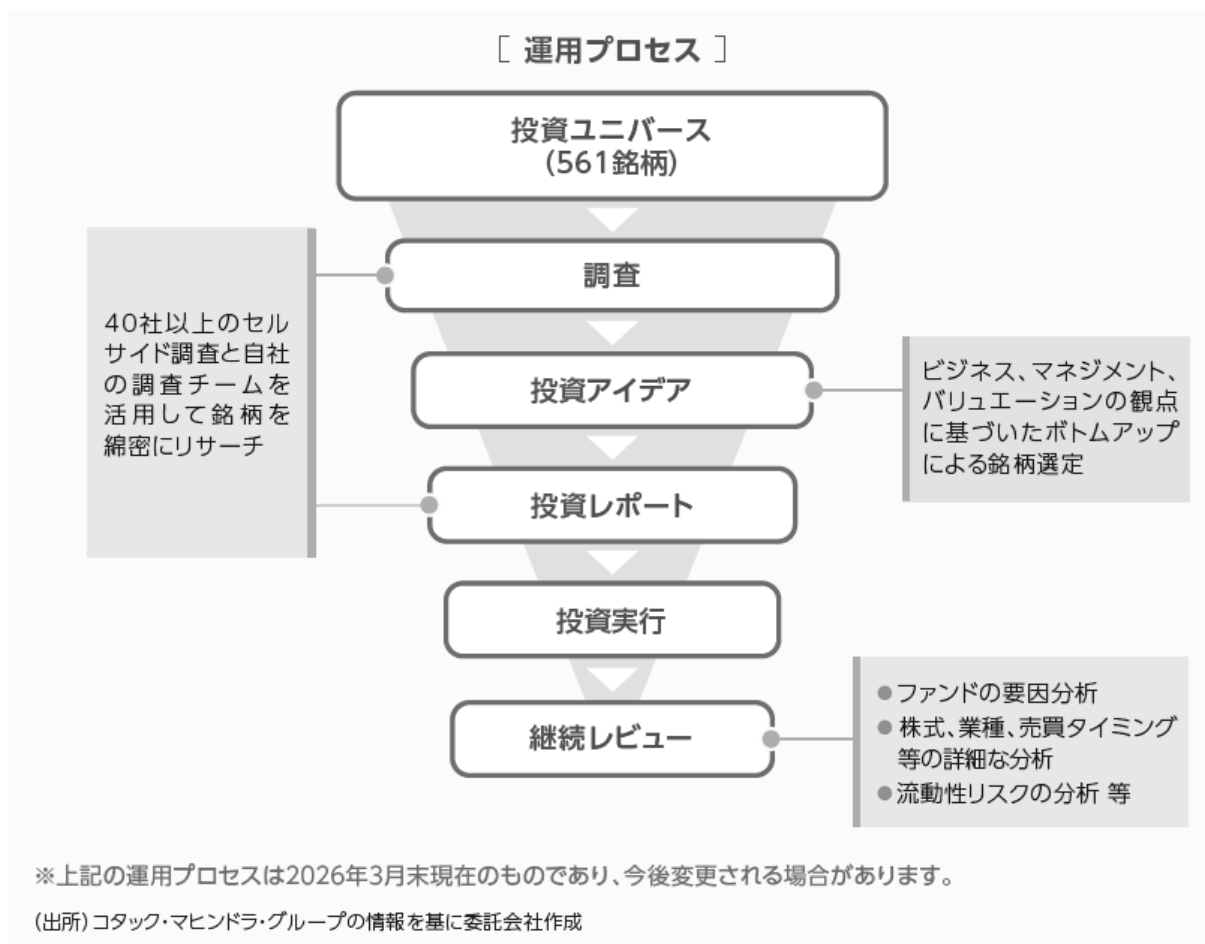 [ 運用プロセス ]
投資ユニバース
(561銘柄)
調査
40社以上のセル
サイド調査と自社
の調査チームを
活用して銘柄を
綿密にリサーチ
投資アイデア
ビジネス、マネジメント、
バリュエーションの観点
に基づいたボトムアップ
による銘柄選定
投資レポート
投資実行
継続レビュー
●ファンドの要因分析
●株式、業種、売買タイミング
等の詳細な分析
●流動性リスクの分析 等
※上記の運用プロセスは2026年3月末現在のものであり、今後変更される場合があります。
(出所)コタック・マヒンドラ・グループの情報を基に委託会社作成